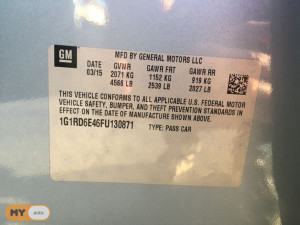 GM
MFD BY GENERAL MOTORS LLC
GVWR GAWR FRT GAWR RR
03/15 2071 KG 1152 KG 919 KG
4566 LB 2539 LB 2027 LB
THIS VEHICLE CONFORMS TO ALL APPLICABLE U.S. FEDERAL MOTOR
VEHICLE SAFETY, BUMPER, AND THEFT PREVENTION STANDARDS IN
EFFECT ON THE DATE OF MANUFACTURE SHOWN ABOVE.
1G1RD6E46FU130871 TYPE: PASS CAR
MY